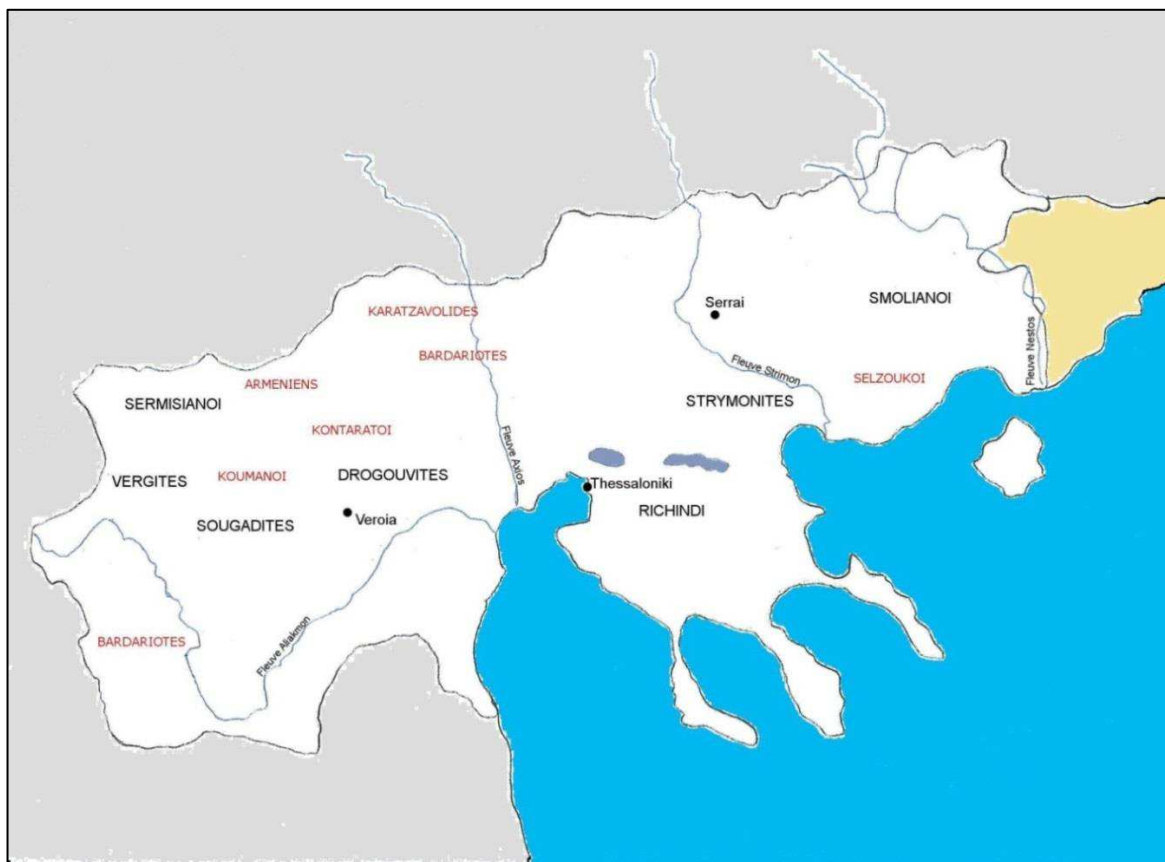 SMOLIANOI
Serrai
KARATZAVOLIDES
Fleuve Nestos
BARDARIOTES
Fleuve Strimon
SELZOUKOI
ARMENIENS
SERMISIANOI
STRYMONITES
KONTARATOI
Fleuve Axios
KOUMANOI
DROGOUVITES
VERGITES
Thessaloniki
RICHINDI
SOUGADITES
Veroia
BARDARIOTES
Fleuve Aliakmon